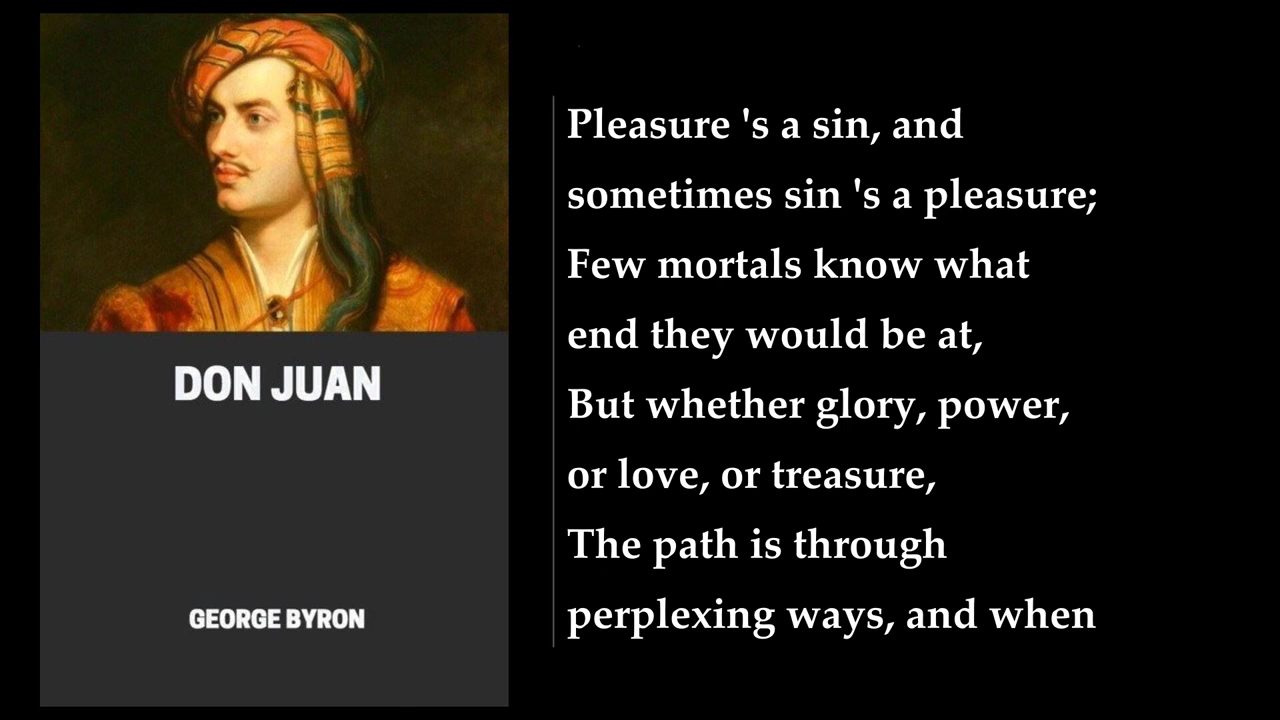 DON JUAN
GEORGE BYRON
Pleasure 's a sin, and
sometimes sin 's a pleasure;
Few mortals know what
end they would be at,
But whether glory, power,
or love, or treasure,
The path is through
perplexing ways, and when